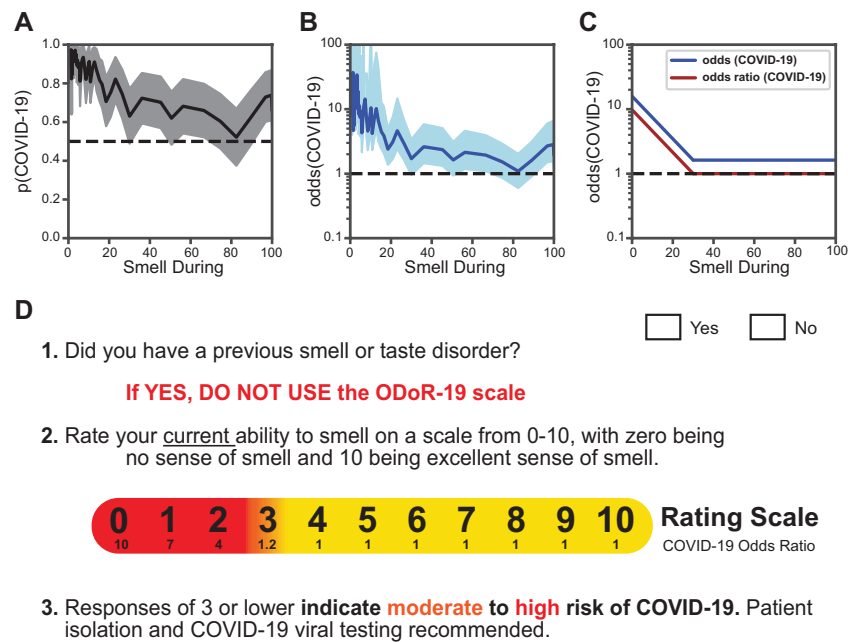 A
p(COVID-19)
1.0
0.8
0.6
0.4
0.2
0.0
0 20 40 60 80 100
Smell During
B
odds(COVID-19)
100
10
1
0.1
0 20 40 60 80 100
Smell During
C
odds(COVID-19)
100
10
1
0.1
odds (COVID-19)
odds ratio (COVID-19)
0 20 40 60 80 100
Smell During
D
Yes No
1. Did you have a previous smell or taste disorder?
If YES, DO NOT USE the ODoR-19 scale
2. Rate your current ability to smell on a scale from 0-10, with zero being
no sense of smell and 10 being excellent sense of smell.
0 1 2 3 4 5 6 7 8 9 10 Rating Scale
10 7 4 1.2 1 1 1 1 1 1 1 COVID-19 Odds Ratio
3. Responses of 3 or lower indicate moderate to high risk of COVID-19. Patient
isolation and COVID-19 viral testing recommended.